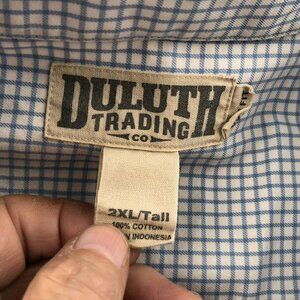 DULUTH
TRADING
CO
2XL/Tall
100% COTTON
IN INDONESIA